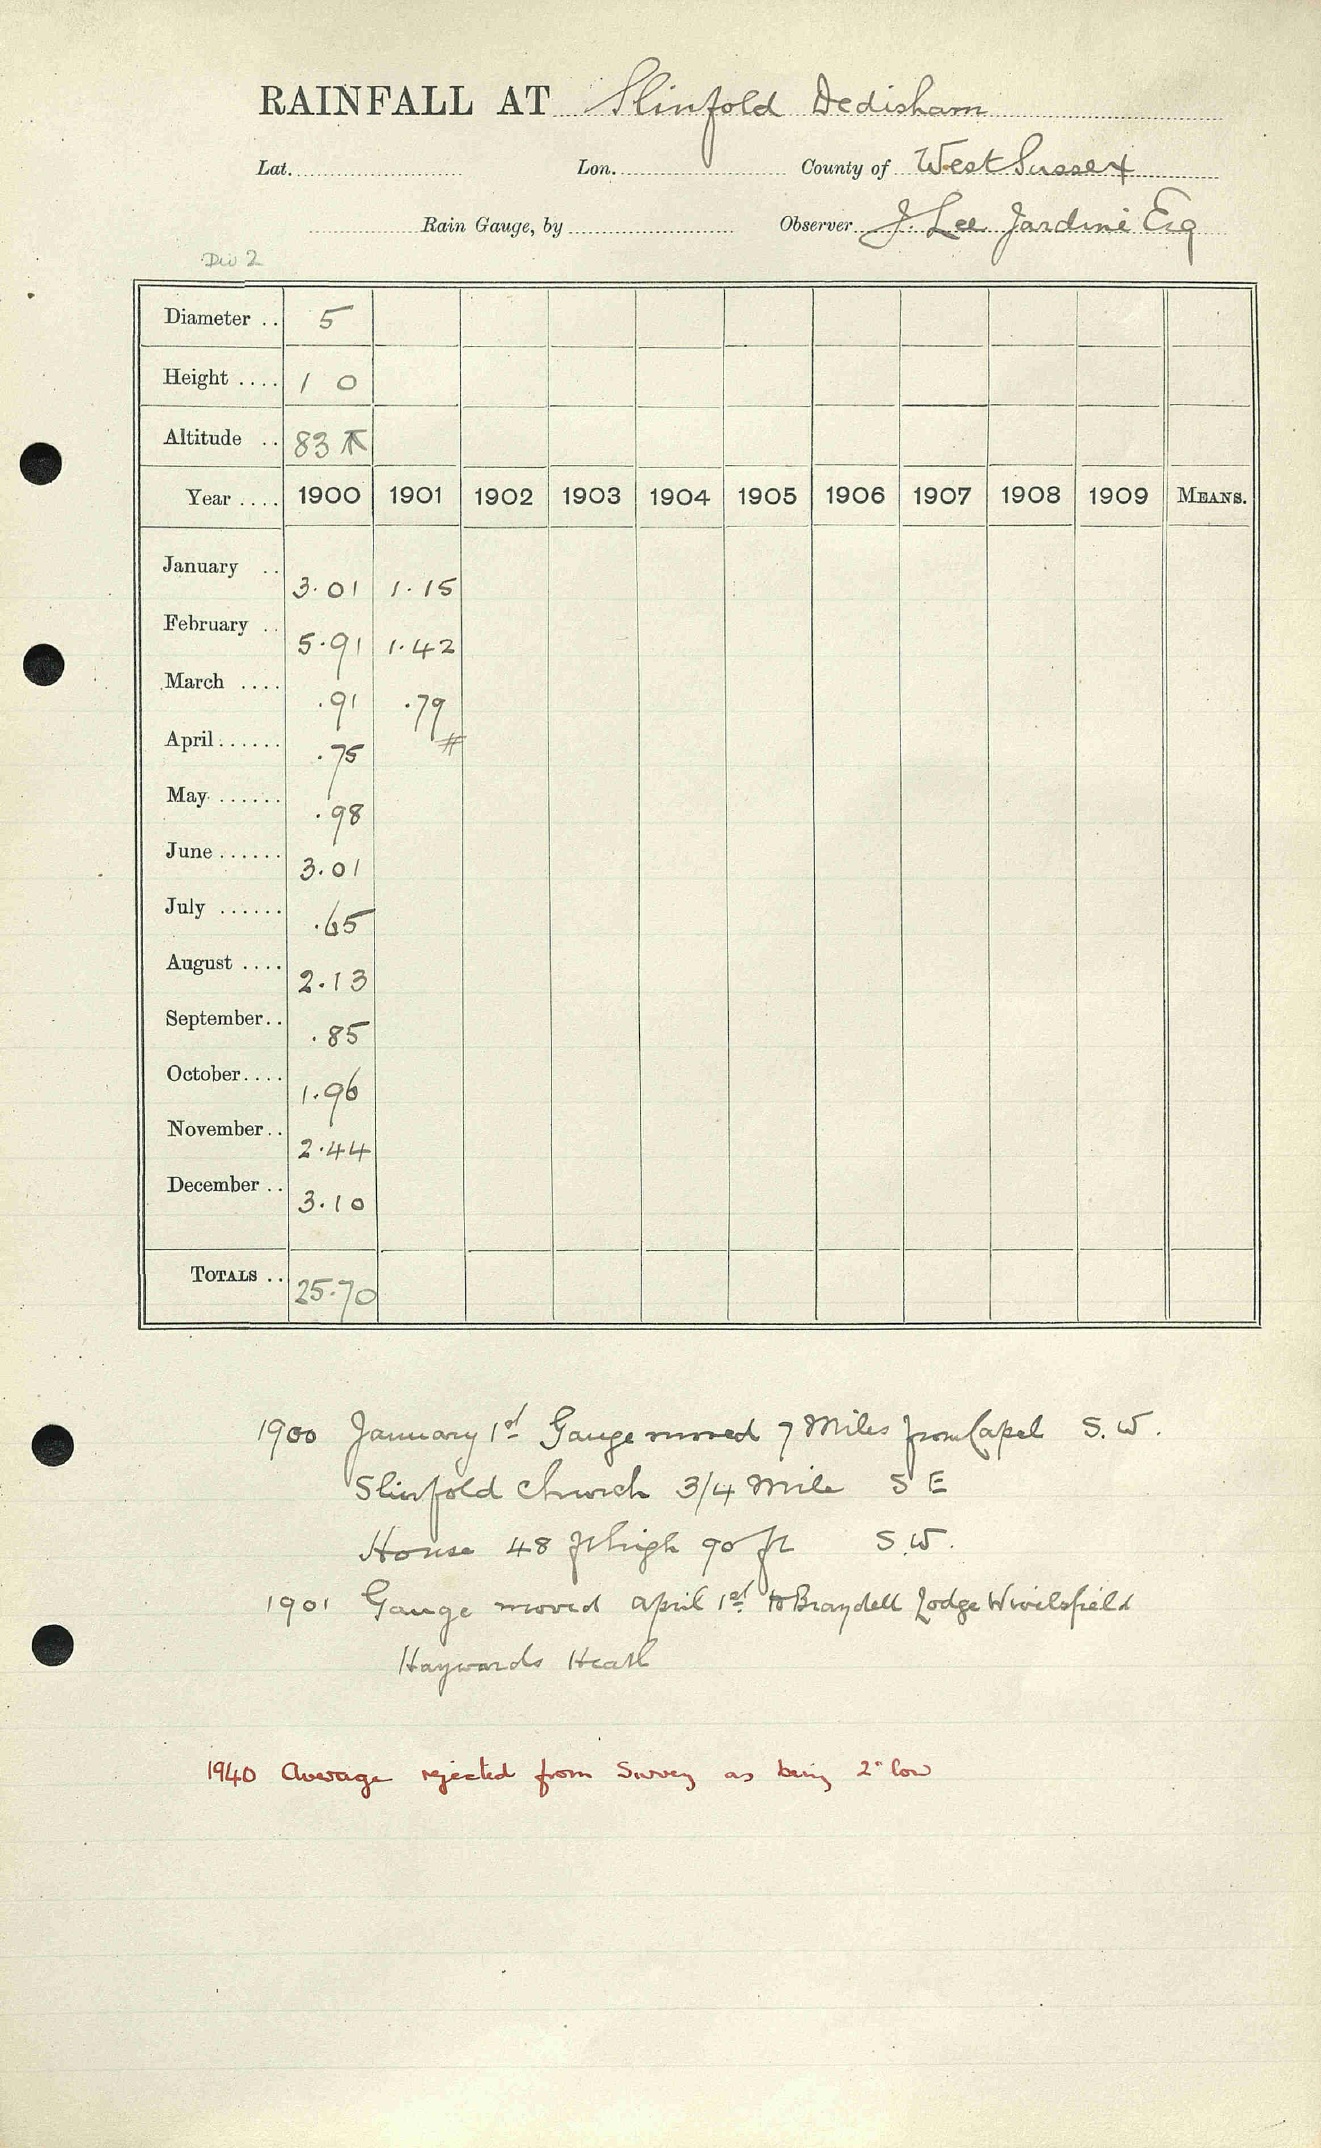 RAINFALL AT Slinfold Dedisham
Lat. Lon. County of West Sussex
Rain Gauge, by Observer J. Lee Jardine Esq
Div 2
Diameter .. 5
Height .... 1 0
Altitude .. 83
Year .... 1900 1901 1902 1903 1904 1905 1906 1907 1908 1909 MEANS.
January .. 3.01 1.15
February .. 5.91 1.42
March .... .91 .79
April ...... .75 #
May ...... .98
June ...... 3.01
July ...... .65
August .... 2.13
September .. .85
October .... 1.96
November .. 2.44
December .. 3.10
TOTALS .. 25.70
1900 January 1st Gauge moved 7 Miles from Capel S.W.
Slinfold Church 3/4 Mile S E
House 48 ft high 90 ft S.W.
1901 Gauge moved April 1st to Lodge Wivelsfield
Haywards Heath
1940 Average rejected from Survey as being 2" low